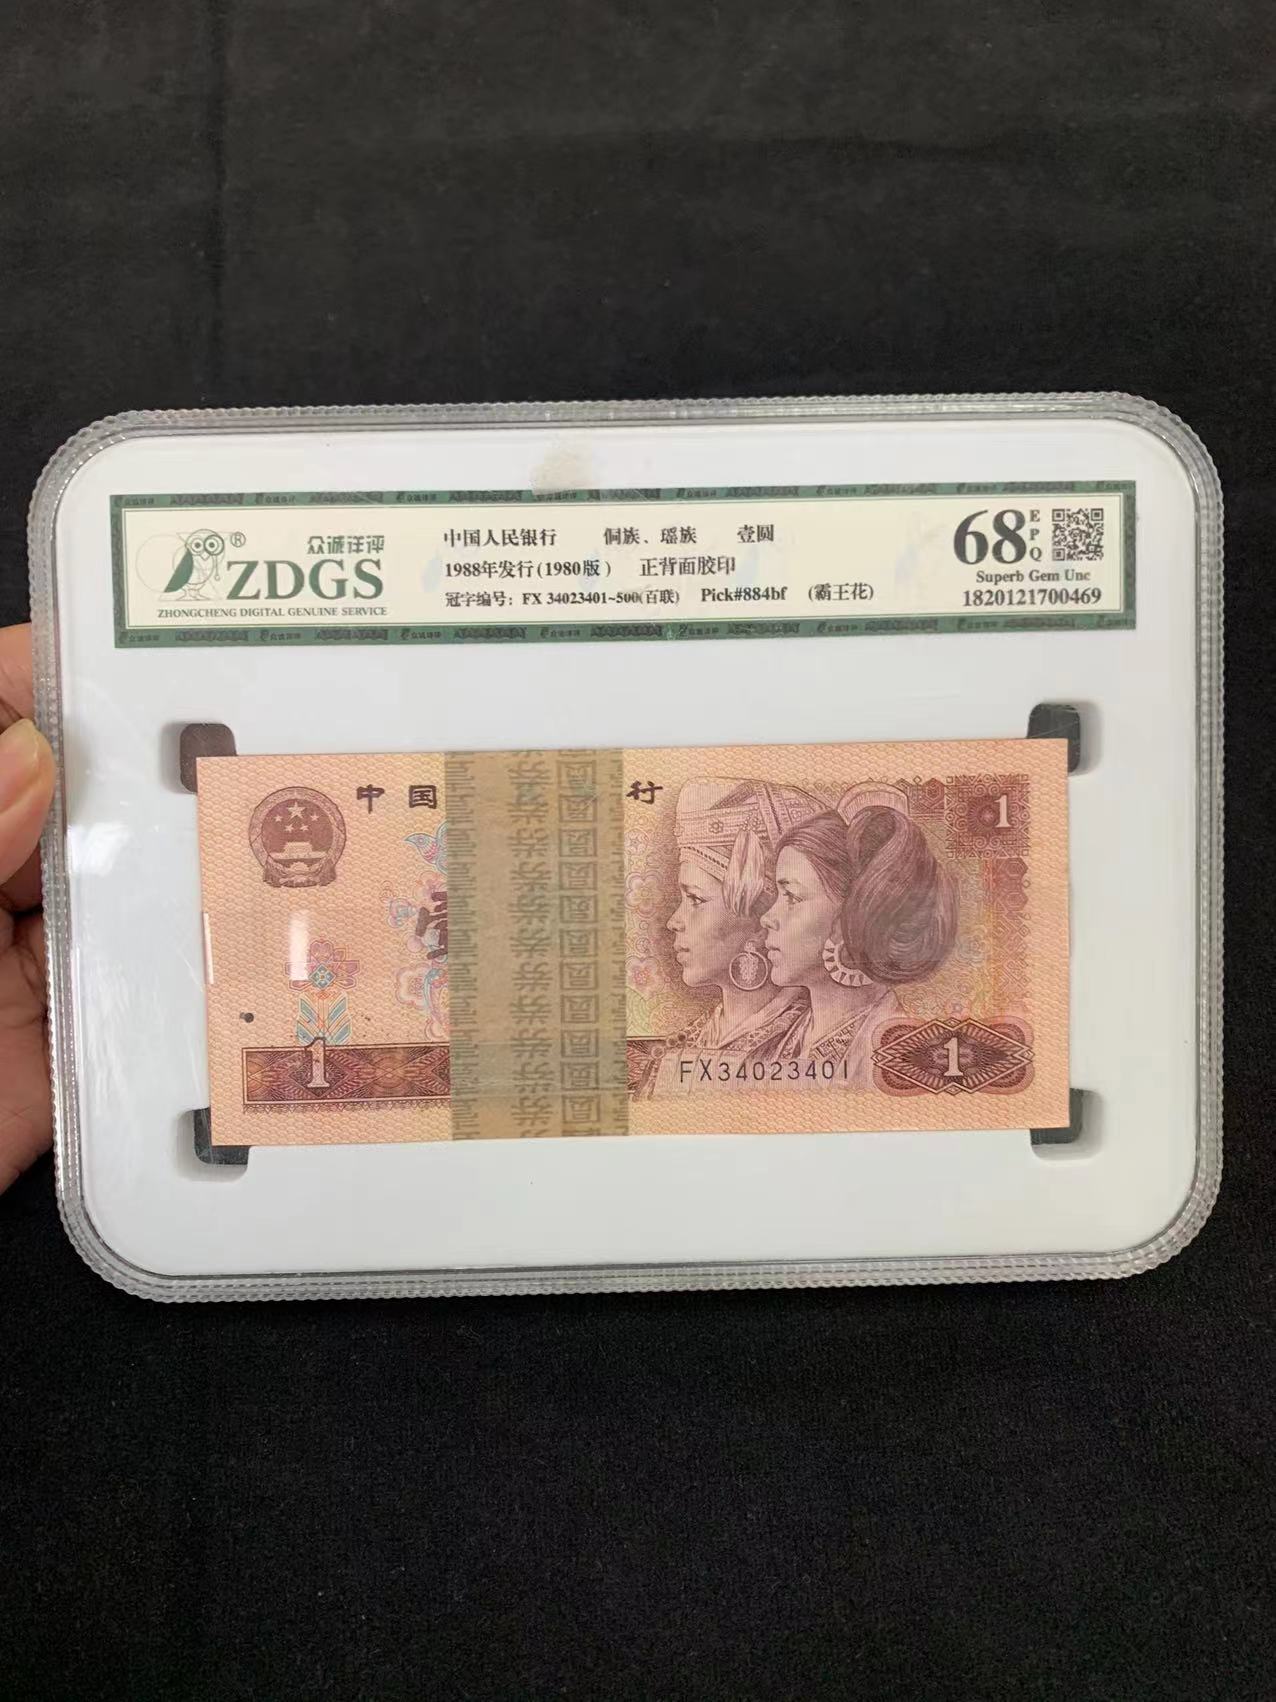 众诚评评
ZDGS
®
ZHONGCHENG DIGITAL GENUINE SERVICE
中国人民银行 侗族、瑶族 壹圆
1988年发行(1980版) 正背面胶印
冠字编号: FX 34023401~500(百联) Pick#884bf (霸王花)
68 EPQ
Superb Gem Unc
1820121700469
中国 行
1
1
FX34023401
1